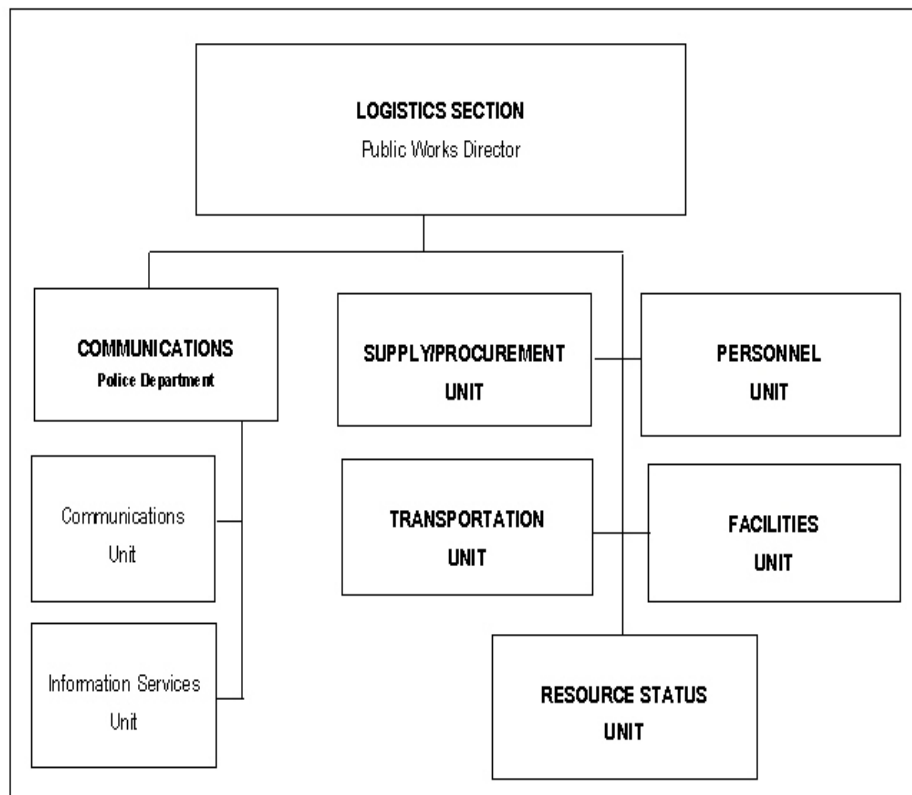 LOGISTICS SECTION
Public Works Director
COMMUNICATIONS
Police Department
SUPPLY/PROCUREMENT
UNIT
PERSONNEL
UNIT
Communications
Unit
TRANSPORTATION
UNIT
FACILITIES
UNIT
Information Services
Unit
RESOURCE STATUS
UNIT